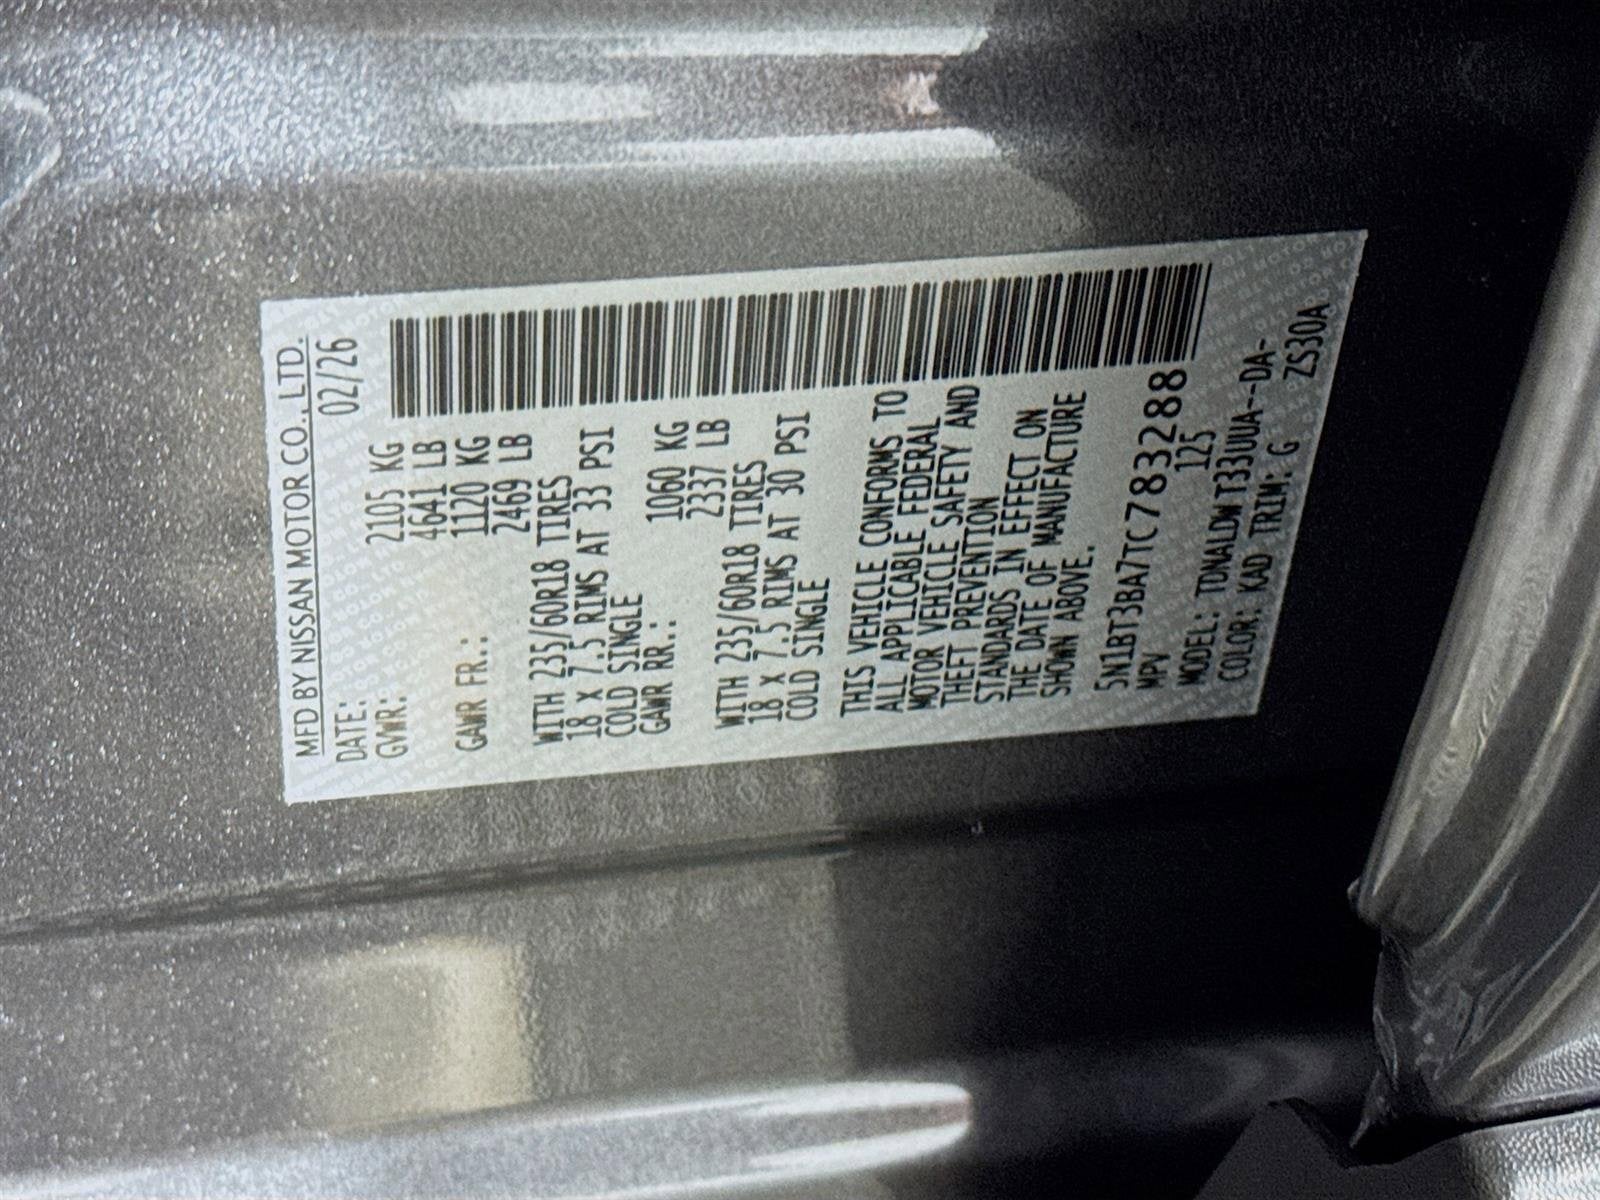 MFD BY NISSAN MOTOR CO., LTD.
DATE: 02/26
GVWR: 2105 KG
4641 LB
GAWR FR.: 1120 KG
2469 LB
WITH 235/60R18 TIRES
18 X 7.5 RIMS AT 33 PSI
COLD SINGLE
GAWR RR.: 1060 KG
2337 LB
WITH 235/60R18 TIRES
18 X 7.5 RIMS AT 30 PSI
COLD SINGLE
THIS VEHICLE CONFORMS TO
ALL APPLICABLE FEDERAL
MOTOR VEHICLE SAFETY AND
THEFT PREVENTION
STANDARDS IN EFFECT ON
THE DATE OF MANUFACTURE
SHOWN ABOVE.
5N1BT3BA7TC783288
MPV 125
MODEL: TDNALDWT33UUA--DA-
COLOR: KAD TRIM: G ZS30A